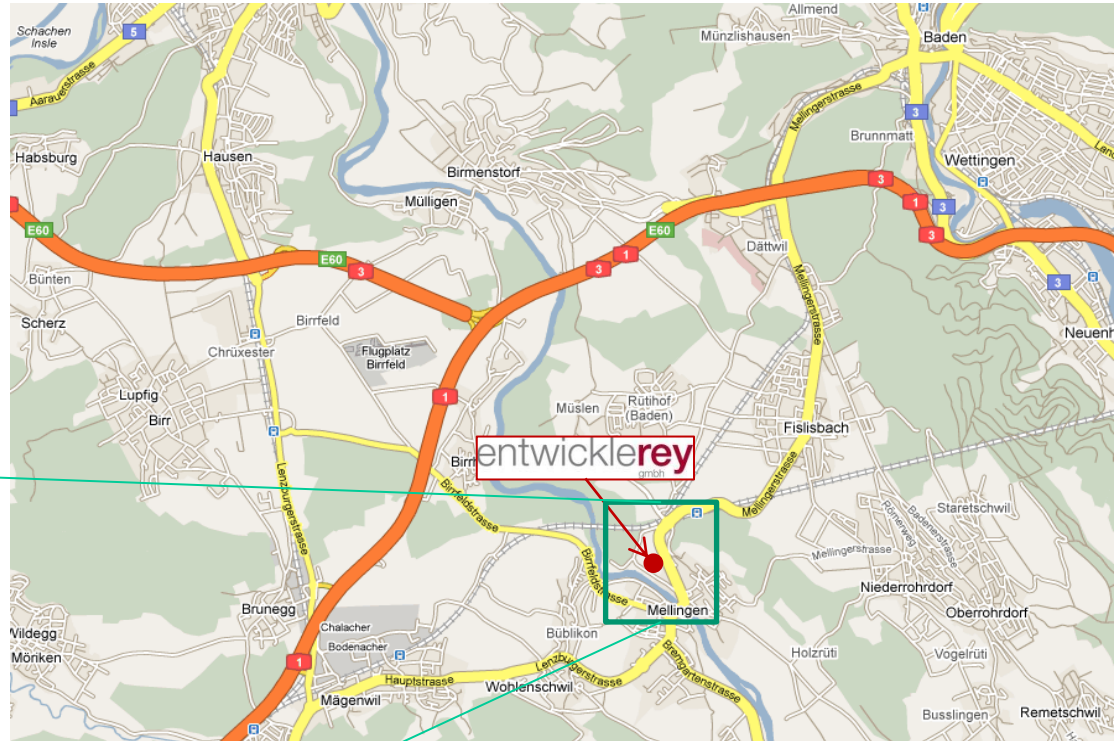 Schachen
Insle
5
Allmend
Münzlishausen
Baden
Aarauerstrasse
Mellingerstrasse
3
Brunnmatt
Habsburg
Hausen
Birmenstorf
Wettingen
3
Mülligen
1
3
E60
E60
1
3
3
Dättwil
E60
3
Bünten
Mellingerstrasse
3
Scherz
Birrfeld
Chrüxester
Flugplatz
Birrfeld
Lupfig
Birr
1
Müslen
Rütihof
(Baden)
Fislisbach
entwicklerey
gmbh
Lenzburgerstrasse
Birrfeldstrasse
Mellingerstrasse
Staretschwil
Römerweg
Badenerstrasse
Mellingerstrasse
Birrfeldstrasse
Niederrohrdorf
Mellingen
Oberrohrdorf
Brunegg
Chalacher
Bodenacher
Büblikon
Wildegg
Möriken
1
Holzrüti
Vogelrüti
Lenzburgerstrasse
Bremgartenstrasse
Hauptstrasse
Wohlenschwil
Mägenwil
Busslingen
Remetschwil